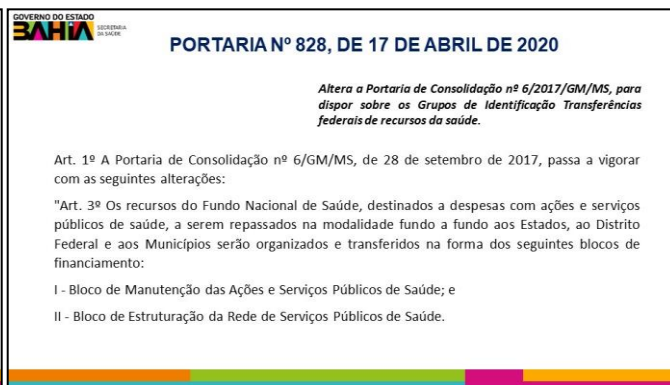 GOVERNO DO ESTADO
BAHIA
SECRETARIA
DA SAÚDE
PORTARIA Nº 828, DE 17 DE ABRIL DE 2020
Altera a Portaria de Consolidação nº 6/2017/GM/MS, para
dispor sobre os Grupos de Identificação Transferências
federais de recursos da saúde.
Art. 1º A Portaria de Consolidação nº 6/GM/MS, de 28 de setembro de 2017, passa a vigorar
com as seguintes alterações:
"Art. 3º Os recursos do Fundo Nacional de Saúde, destinados a despesas com ações e serviços
públicos de saúde, a serem repassados na modalidade fundo a fundo aos Estados, ao Distrito
Federal e aos Municípios serão organizados e transferidos na forma dos seguintes blocos de
financiamento:
I - Bloco de Manutenção das Ações e Serviços Públicos de Saúde; e
II - Bloco de Estruturação da Rede de Serviços Públicos de Saúde.